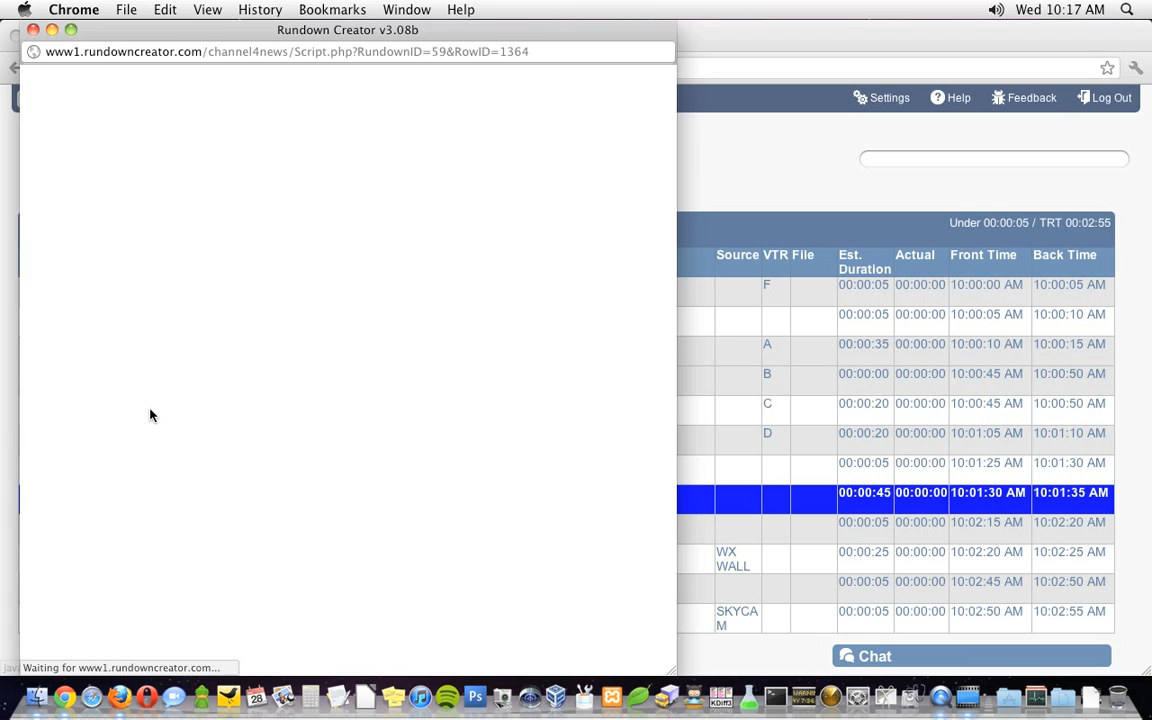 Chrome File Edit View History Bookmarks Window Help Wed 10:17 AM
Rundown Creator v3.08b
www1.rundowncreator.com/channel4news/Script.php?RundownID=59&RowID=1364
Settings Help Feedback Log Out
Under 00:00:05 / TRT 00:02:55
Source VTR File Est. Actual Front Time Back Time
Duration
F 00:00:05 00:00:00 10:00:00 AM 10:00:05 AM
00:00:05 00:00:00 10:00:05 AM 10:00:10 AM
A 00:00:35 00:00:00 10:00:10 AM 10:00:15 AM
B 00:00:00 00:00:00 10:00:45 AM 10:00:50 AM
C 00:00:20 00:00:00 10:00:45 AM 10:00:50 AM
D 00:00:20 00:00:00 10:01:05 AM 10:01:10 AM
00:00:05 00:00:00 10:01:25 AM 10:01:30 AM
00:00:45 00:00:00 10:01:30 AM 10:01:35 AM
00:00:05 00:00:00 10:02:15 AM 10:02:20 AM
WX 00:00:25 00:00:00 10:02:20 AM 10:02:25 AM
WALL
00:00:05 00:00:00 10:02:45 AM 10:02:50 AM
SKYCA 00:00:05 00:00:00 10:02:50 AM 10:02:55 AM
M
Chat
Waiting for www1.rundowncreator.com...